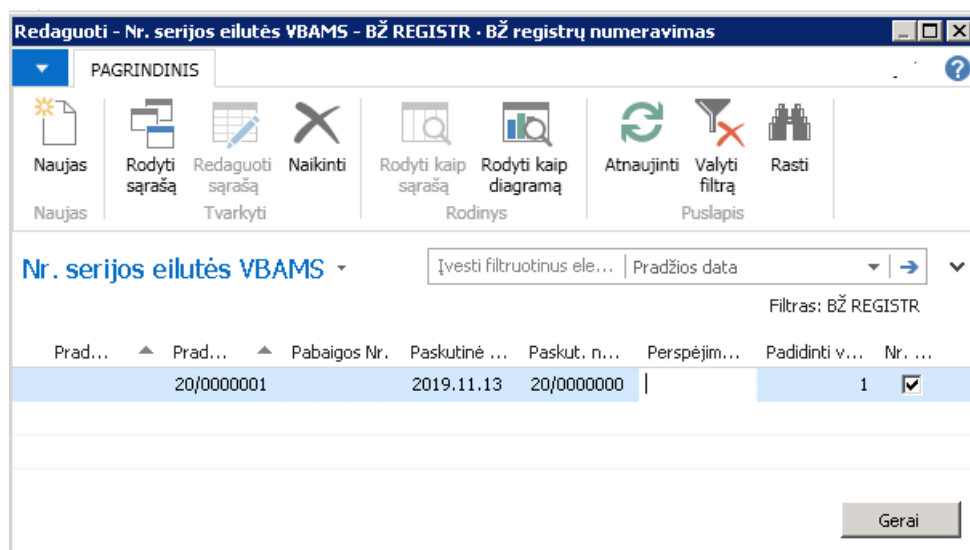 Redaguoti - Nr. serijos eilutės VBAMS - BŽ REGISTR · BŽ registrų numeravimas
PAGRINDINIS
Naujas
Rodyti sąrašą
Redaguoti sąrašą
Naikinti
Rodyti kaip sąrašą
Rodyti kaip diagramą
Atnaujinti
Valyti filtrą
Rasti
Naujas Tvarkyti Rodinys Puslapis
Nr. serijos eilutės VBAMS
Įvesti filtruotinus ele... Pradžios data
Filtras: BŽ REGISTR
Prad... Prad... Pabaigos Nr. Paskutinė ... Paskut. n... Perspėjim... Padidinti v... Nr. ...
20/0000001 2019.11.13 20/0000000 1
Gerai